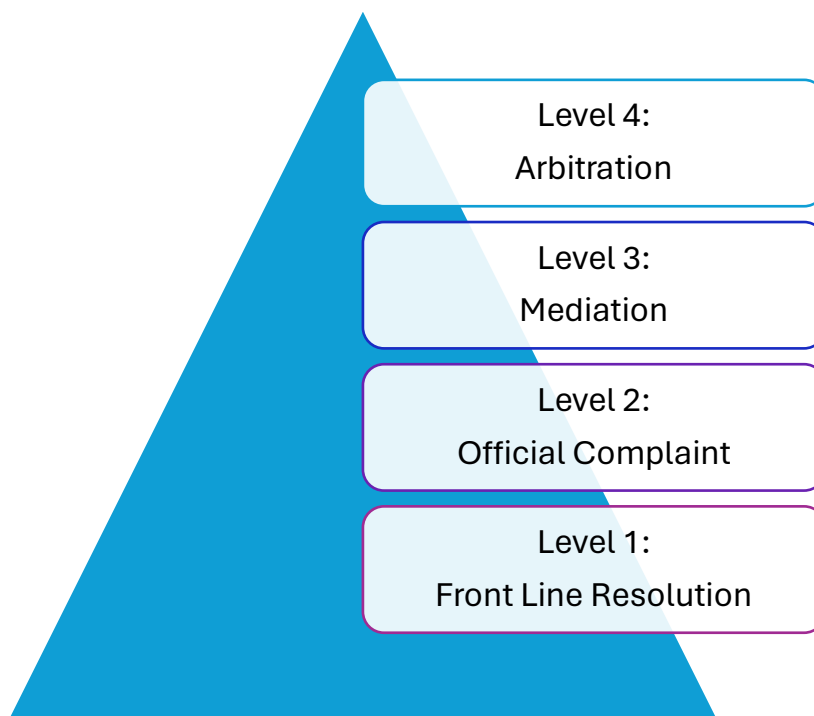 Level 4:
Arbitration
Level 3:
Mediation
Level 2:
Official Complaint
Level 1:
Front Line Resolution